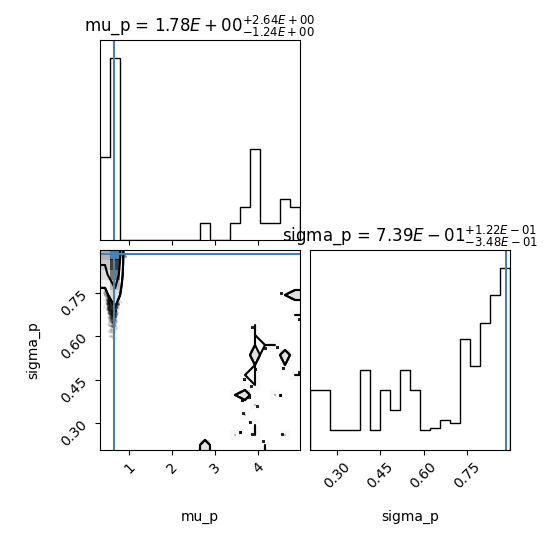 mu_p = 1.78E + 00+2.64E+00 −1.24E+00
sigma_p = 7.39E − 01+1.22E−01 −3.48E−01
sigma_p
0.75
0.60
0.45
0.30
1 2 3 4
0.30 0.45 0.60 0.75
mu_p
sigma_p